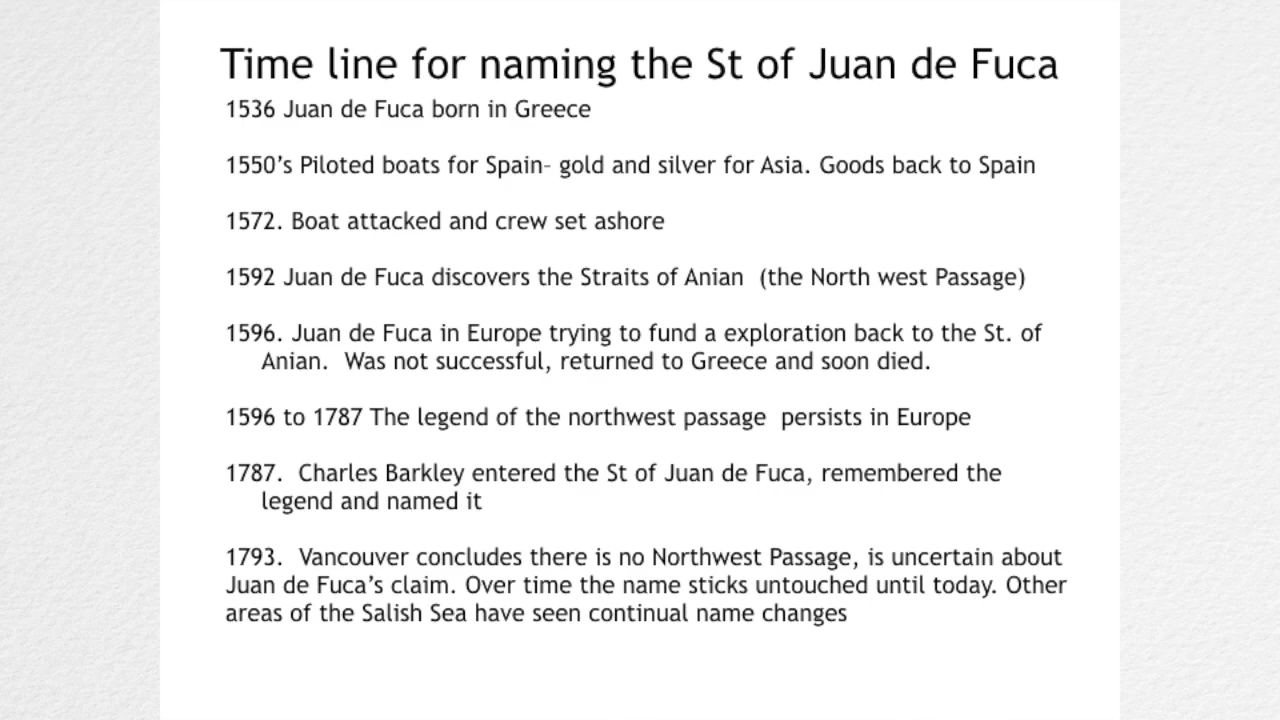 Time line for naming the St of Juan de Fuca
1536 Juan de Fuca born in Greece
1550’s Piloted boats for Spain– gold and silver for Asia. Goods back to Spain
1572. Boat attacked and crew set ashore
1592 Juan de Fuca discovers the Straits of Anian  (the North west Passage)
1596. Juan de Fuca in Europe trying to fund a exploration back to the St. of
Anian.  Was not successful, returned to Greece and soon died.
1596 to 1787 The legend of the northwest passage  persists in Europe
1787.  Charles Barkley entered the St of Juan de Fuca, remembered the
legend and named it
1793.  Vancouver concludes there is no Northwest Passage, is uncertain about
Juan de Fuca’s claim. Over time the name sticks untouched until today. Other
areas of the Salish Sea have seen continual name changes